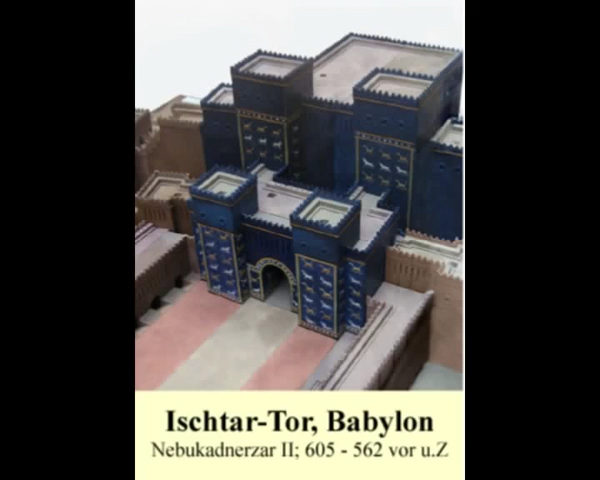 Ischtar-Tor, Babylon
Nebukadnerzar II; 605 - 562 vor u.Z